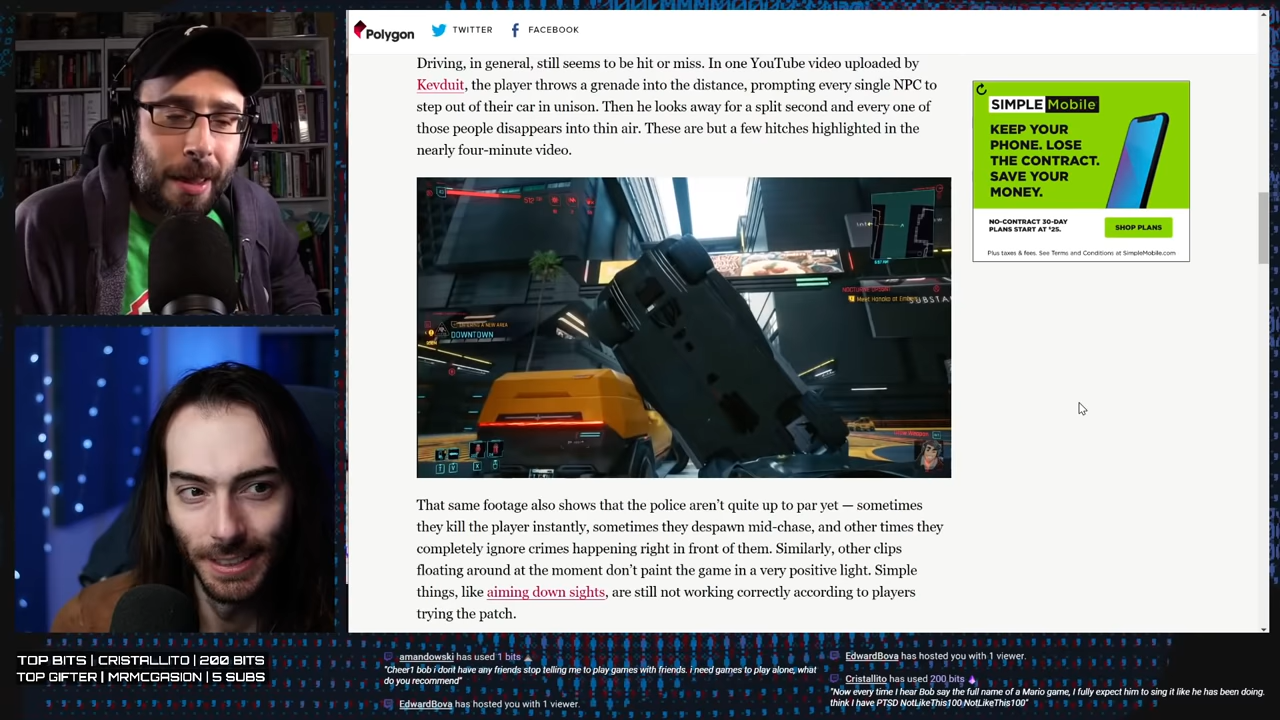 Polygon
TWITTER
FACEBOOK
Driving, in general, still seems to be hit or miss. In one YouTube video uploaded by
Kevduit, the player throws a grenade into the distance, prompting every single NPC to
step out of their car in unison. Then he looks away for a split second and every one of
those people disappears into thin air. These are but a few hitches highlighted in the
nearly four-minute video.
SIMPLE Mobile
KEEP YOUR
PHONE. LOSE
THE CONTRACT.
SAVE YOUR
MONEY.
NO-CONTRACT 30-DAY
PLANS START AT $25.
SHOP PLANS
Plus taxes & fees. See Terms and Conditions at SimpleMobile.com
DOWNTOWN
That same footage also shows that the police aren’t quite up to par yet — sometimes
they kill the player instantly, sometimes they despawn mid-chase, and other times they
completely ignore crimes happening right in front of them. Similarly, other clips
floating around at the moment don’t paint the game in a very positive light. Simple
things, like aiming down sights, are still not working correctly according to players
trying the patch.
TOP BITS | CRISTALLITO | 200 BITS
TOP GIFTER | MRMCGASION | 5 SUBS
amandowski has used 1 bits
"Cheer1 bob i dont have any friends stop telling me to play games with friends. i need games to play alone, what
do you recommend"
EdwardBova has hosted you with 1 viewer.
EdwardBova has hosted you with 1 viewer.
Cristallito has used 200 bits
"Now every time I hear Bob say the full name of a Mario game, I fully expect him to sing it like he has been doing.
think I have PTSD NotLikeThis100 NotLikeThis100"